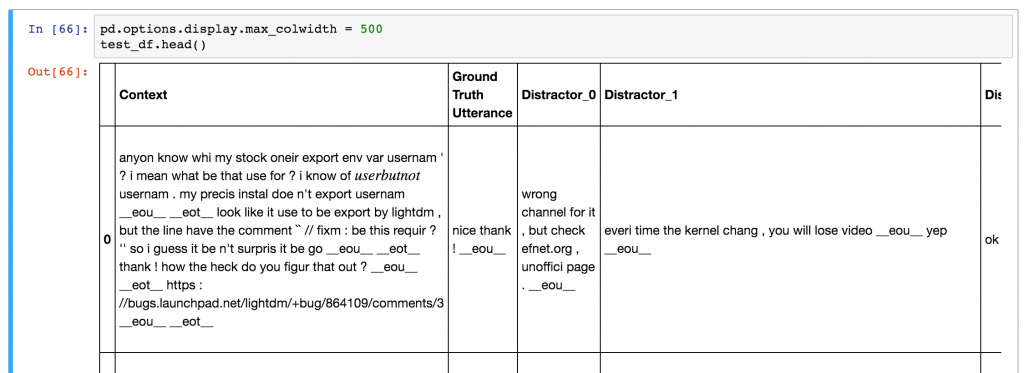 In [66]: pd.options.display.max_colwidth = 500
test_df.head()
Out[66]:
Context
Ground
Truth
Utterance
Distractor_0
Distractor_1
Dis
0
anyon know whi my stock oneir export env var usernam '
? i mean what be that use for ? i know of userbutnot
usernam . my precis instal doe n't export usernam
__eou__ __eot__ look like it use to be export by lightdm ,
but the line have the comment `` // fixm : be this requir ?
'' so i guess it be n't surpris it be go __eou__ __eot__
thank ! how the heck do you figur that out ? __eou__
__eot__ https :
//bugs.launchpad.net/lightdm/+bug/864109/comments/3
__eou__ __eot__
nice thank
! __eou__
wrong
channel for it
, but check
efnet.org ,
unoffici page
. __eou__
everi time the kernel chang , you will lose video __eou__ yep
__eou__
ok